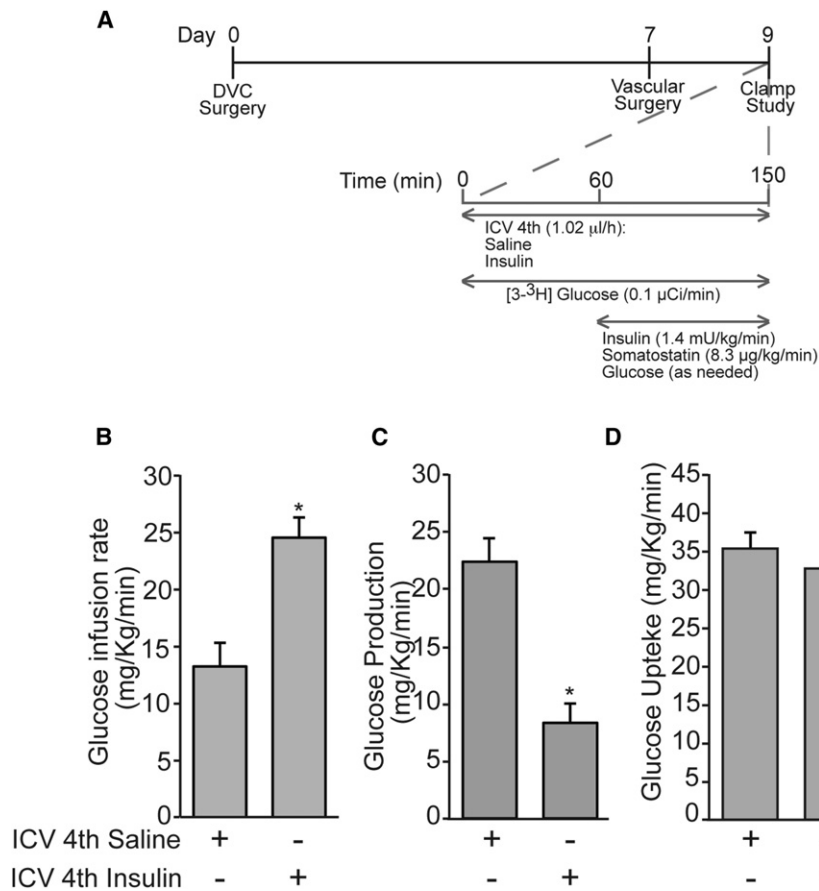 A
Day 0 7 9
DVC
Surgery
Vascular
Surgery
Clamp
Study
Time (min) 0 60 150
ICV 4th (1.02 µl/h):
Saline
Insulin
[3-³H] Glucose (0.1 µCi/min)
Insulin (1.4 mU/kg/min)
Somatostatin (8.3 µg/kg/min)
Glucose (as needed)
B
Glucose infusion rate
(mg/Kg/min)
30
25
20
15
10
5
0
*
C
Glucose Production
(mg/Kg/min)
30
25
20
15
10
5
0
*
D
Glucose Upteke (mg/Kg/min)
45
40
35
30
25
20
35
10
5
0
ICV 4th Saline + - + - +
ICV 4th Insulin - + - + -